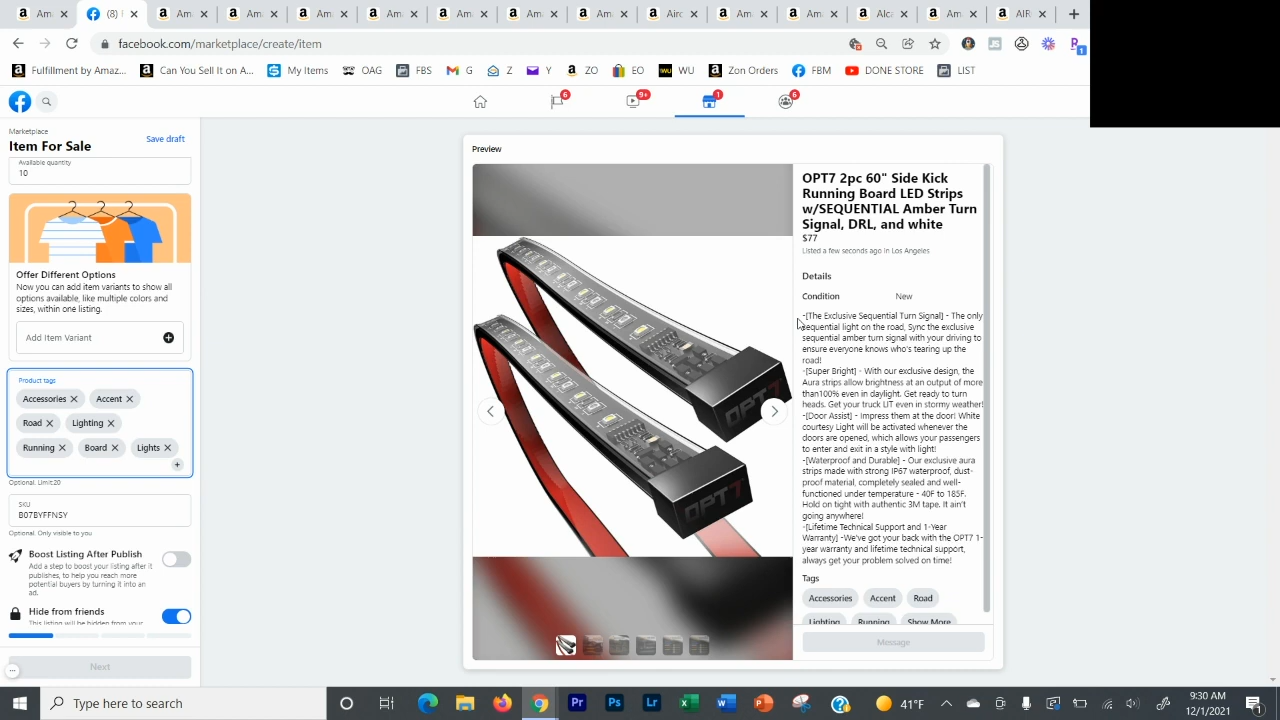 Am
(8)
Am
Am
Am
Am
Am
Am
Am
Airc
Am
Am
Alca
Am
AIR
facebook.com/marketplace/create/item
Fulfillment by Amaz...
Can You Sell It on A...
My Items
OAG
FBS
G
Z
Y
ZO
EO
WU
Zon Orders
FBM
DONE STORE
LIST
6
9+
1
6
Marketplace
Item For Sale
Save draft
Available quantity
10
Offer Different Options
Now you can add item variants to show all
options available, like multiple colors and
sizes, within one listing.
Add Item Variant
Product tags
Accessories
Accent
Road
Lighting
Running
Board
Lights
Optional. Limit:20
SKU
B07BYFFNSY
Optional. Only visible to you
Boost Listing After Publish
Add a step to boost your listing after it
publishes, to help you reach more
potential buyers by turning it into an
ad.
Hide from friends
This listing will be hidden from your
Next
Preview
OPT7
OPT7
OPT7 2pc 60" Side Kick
Running Board LED Strips
w/SEQUENTIAL Amber Turn
Signal, DRL, and white
$77
Listed a few seconds ago in Los Angeles
Details
Condition New
-[The Exclusive Sequential Turn Signal] - The only
sequential light on the road, Sync the exclusive
sequential amber turn signal with your driving to
ensure everyone knows who's tearing up the
road!
-[Super Bright] - With our exclusive design, the
Aura strips allow brightness at an output of more
than100% even in daylight. Get ready to turn
heads. Get your truck LIT even in stormy weather!
-[Door Assist] - Impress them at the door! White
courtesy Light will be activated whenever the
doors are opened, which allows your passengers
to enter and exit in a style with light!
-[Waterproof and Durable] - Our exclusive aura
strips made with strong IP67 waterproof, dust-
proof material, completely sealed and well-
functioned under temperature - 40F to 185F.
Hold on tight with authentic 3M tape. It ain't
going anywhere!
-[Lifetime Technical Support and 1-Year
Warranty] -We've got your back with the OPT7 1-
year warranty and lifetime technical support,
always get your problem solved on time!
Tags
Accessories
Accent
Road
Lighting
Running
Show More
Message
Type here to search
41°F
9:30 AM
12/1/2021